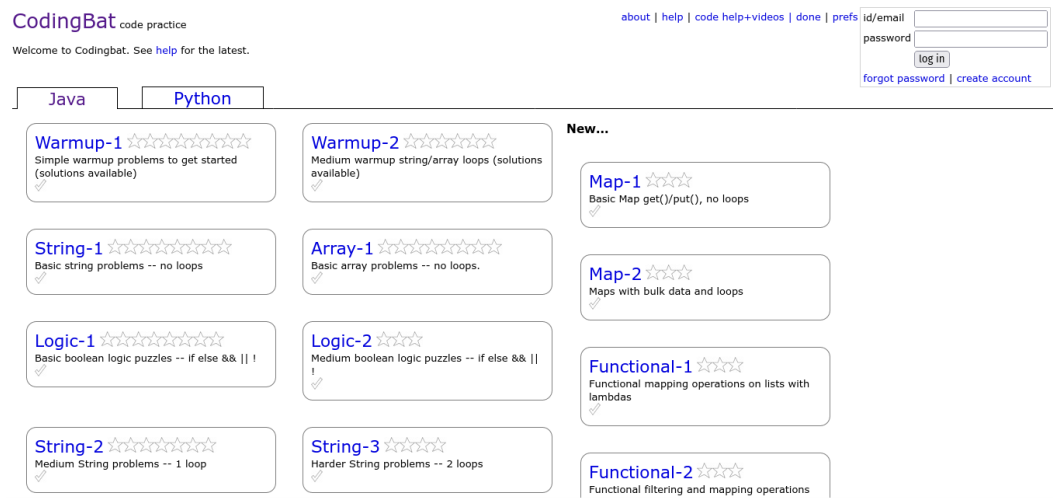 CodingBat code practice
about | help | code help+videos | done | prefs
id/email
password
log in
forgot password | create account
Welcome to Codingbat. See help for the latest.
Java
Python
Warmup-1
Simple warmup problems to get started
(solutions available)
Warmup-2
Medium warmup string/array loops (solutions
available)
New...
Map-1
Basic Map get()/put(), no loops
String-1
Basic string problems -- no loops
Array-1
Basic array problems -- no loops.
Map-2
Maps with bulk data and loops
Logic-1
Basic boolean logic puzzles -- if else && || !
Logic-2
Medium boolean logic puzzles -- if else && ||
!
Functional-1
Functional mapping operations on lists with
lambdas
String-2
Medium String problems -- 1 loop
String-3
Harder String problems -- 2 loops
Functional-2
Functional filtering and mapping operations